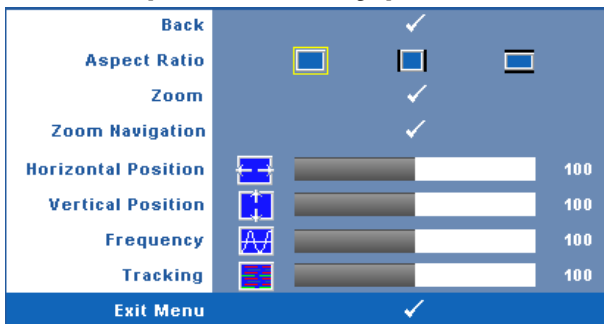 Back
Aspect Ratio
Zoom
Zoom Navigation
Horizontal Position 100
Vertical Position 100
Frequency 100
Tracking 100
Exit Menu